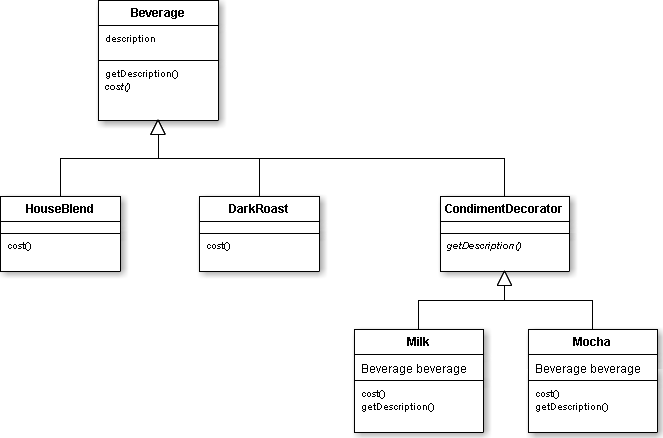 Beverage
description
getDescription()
cost()
HouseBlend
cost()
DarkRoast
cost()
CondimentDecorator
getDescription()
Milk
Beverage beverage
cost()
getDescription()
Mocha
Beverage beverage
cost()
getDescription()